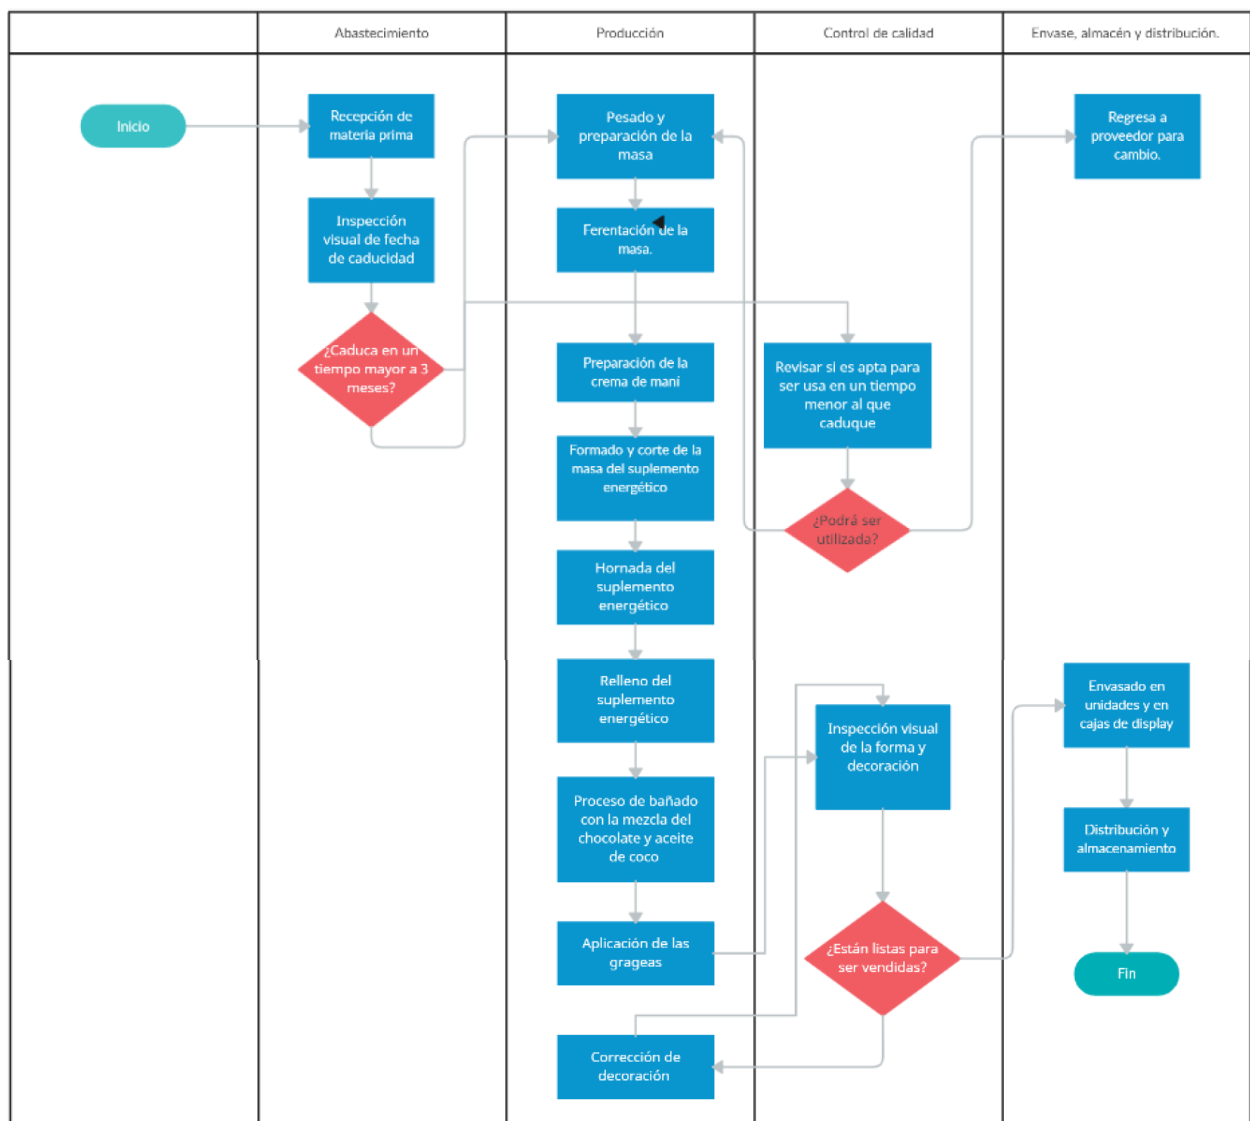 Abastecimiento
Producción
Control de calidad
Envase, almacén y distribución.
Inicio
Recepción de
materia prima
Inspección
visual de fecha
de caducidad
¿Caduca en un
tiempo mayor a 3
meses?
Pesado y
preparación de la
masa
Ferentación de la
masa.
Preparación de la
crema de maní
Formado y corte de la
masa del suplemento
energético
Hornada del
suplemento
energético
Relleno del
suplemento
energético
Proceso de bañado
con la mezcla del
chocolate y aceite
de coco
Aplicación de las
grageas
Corrección de
decoración
Revisar si es apta para
ser usa en un tiempo
menor al que
caduque
¿Podrá ser
utilizada?
Inspección visual
de la forma y
decoración
¿Están listas para
ser vendidas?
Regresa a
proveedor para
cambio.
Envasado en
unidades y en
cajas de display
Distribución y
almacenamiento
Fin